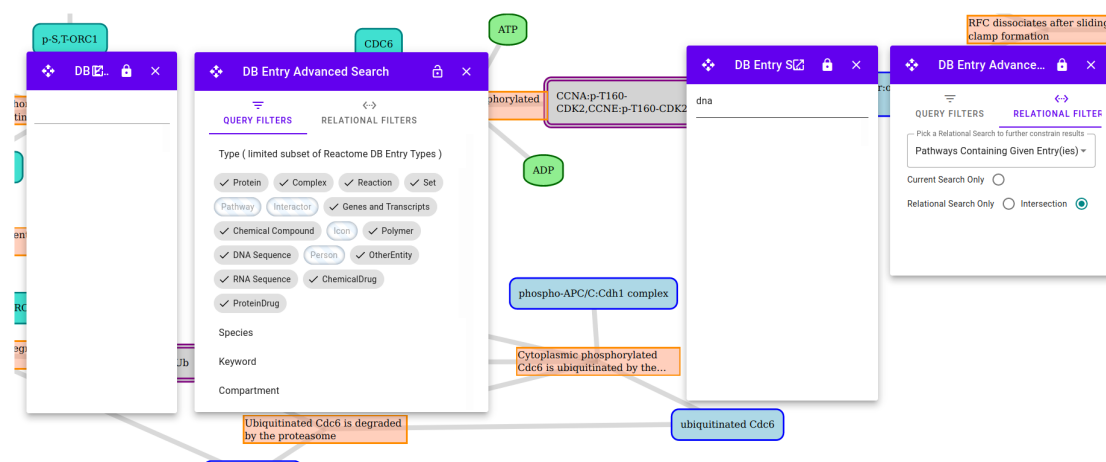 p-S,T-ORC1
CDC6
ATP
RFC dissociates after sliding
clamp formation
DB
DB Entry Advanced Search
QUERY FILTERS
RELATIONAL FILTERS
Type ( limited subset of Reactome DB Entry Types )
Protein
Complex
Reaction
Set
Pathway
Interactor
Genes and Transcripts
Chemical Compound
Icon
Polymer
DNA Sequence
Person
OtherEntity
RNA Sequence
ChemicalDrug
ProteinDrug
Species
Keyword
Compartment
phorylated
CCNA:p-T160-
CDK2,CCNE:p-T160-CDK2
ADP
DB Entry S
dna
DB Entry Advance...
QUERY FILTERS
RELATIONAL FILTER
Pick a Relational Search to further constrain results
Pathways Containing Given Entry(ies)
Current Search Only
Relational Search Only
Intersection
phospho-APC/C:Cdh1 complex
Ub
Cytoplasmic phosphorylated
Cdc6 is ubiquitinated by the...
Ubiquitinated Cdc6 is degraded
by the proteasome
ubiquitinated Cdc6